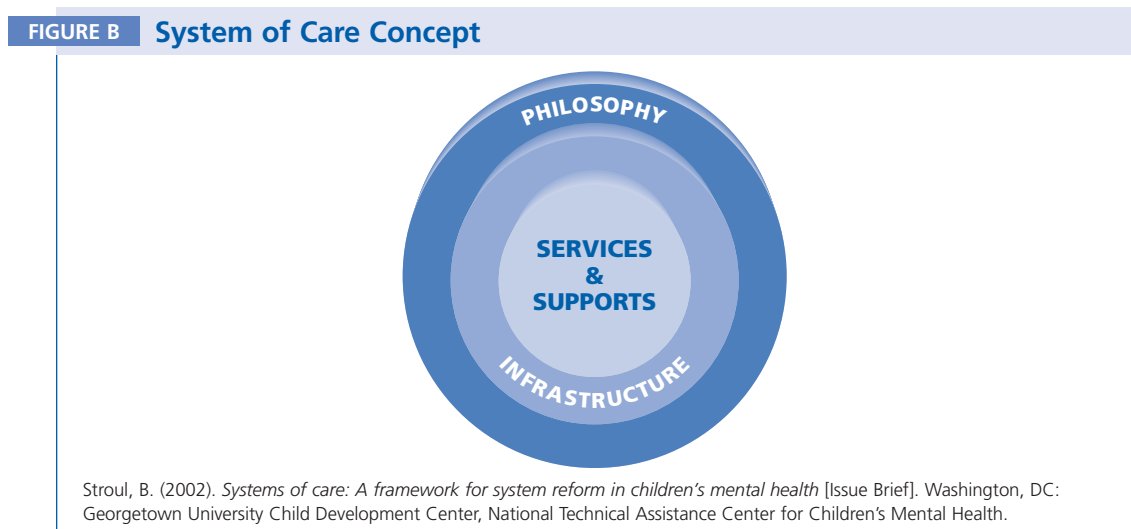 FIGURE B System of Care Concept
PHILOSOPHY
SERVICES
&
SUPPORTS
INFRASTRUCTURE
Stroul, B. (2002). Systems of care: A framework for system reform in children’s mental health [Issue Brief]. Washington, DC:
Georgetown University Child Development Center, National Technical Assistance Center for Children’s Mental Health.